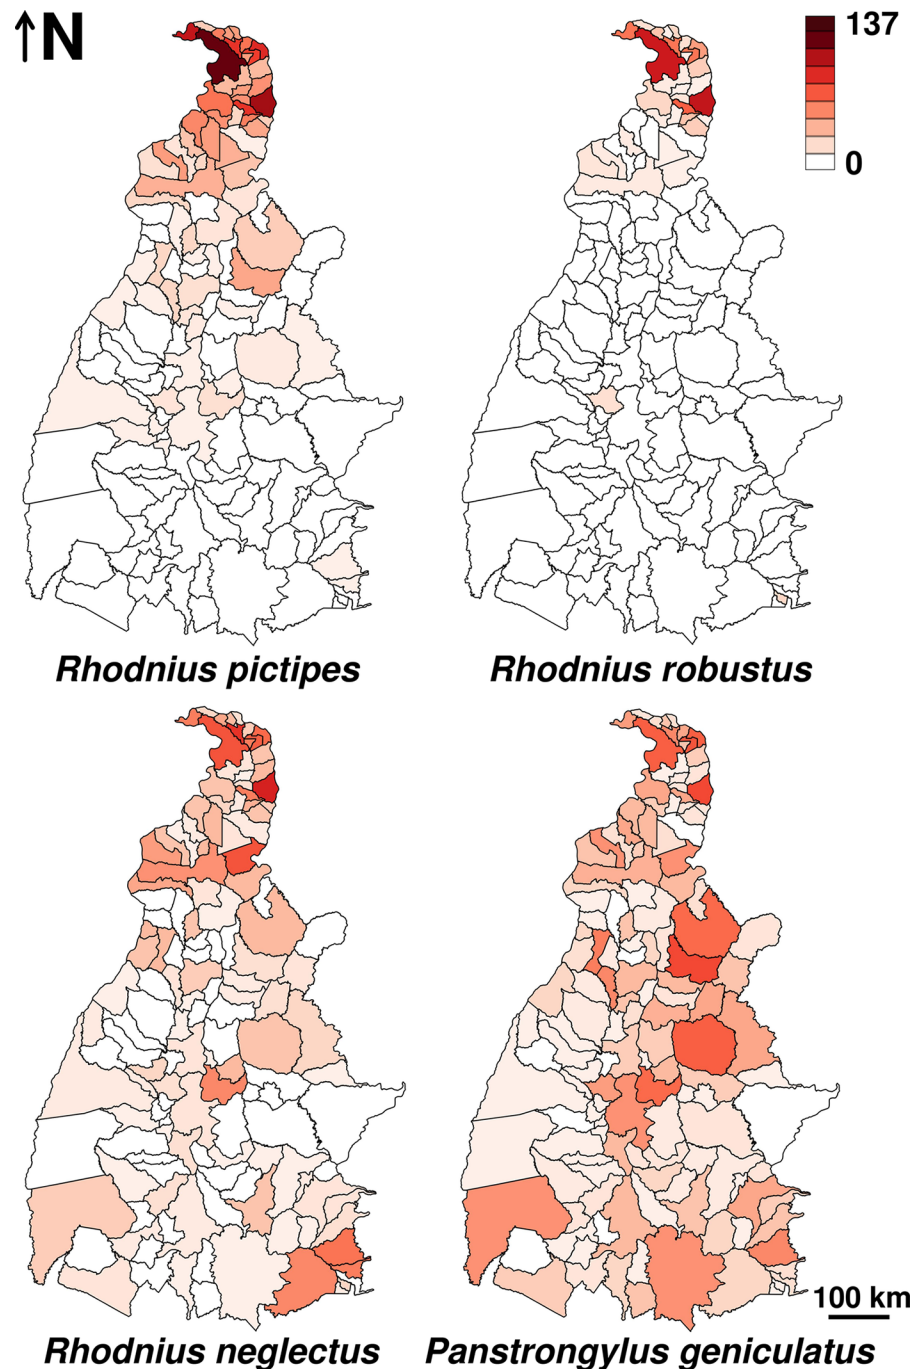 ↑N
137
0
Rhodnius pictipes
Rhodnius robustus
100 km
Rhodnius neglectus
Panstrongylus geniculatus